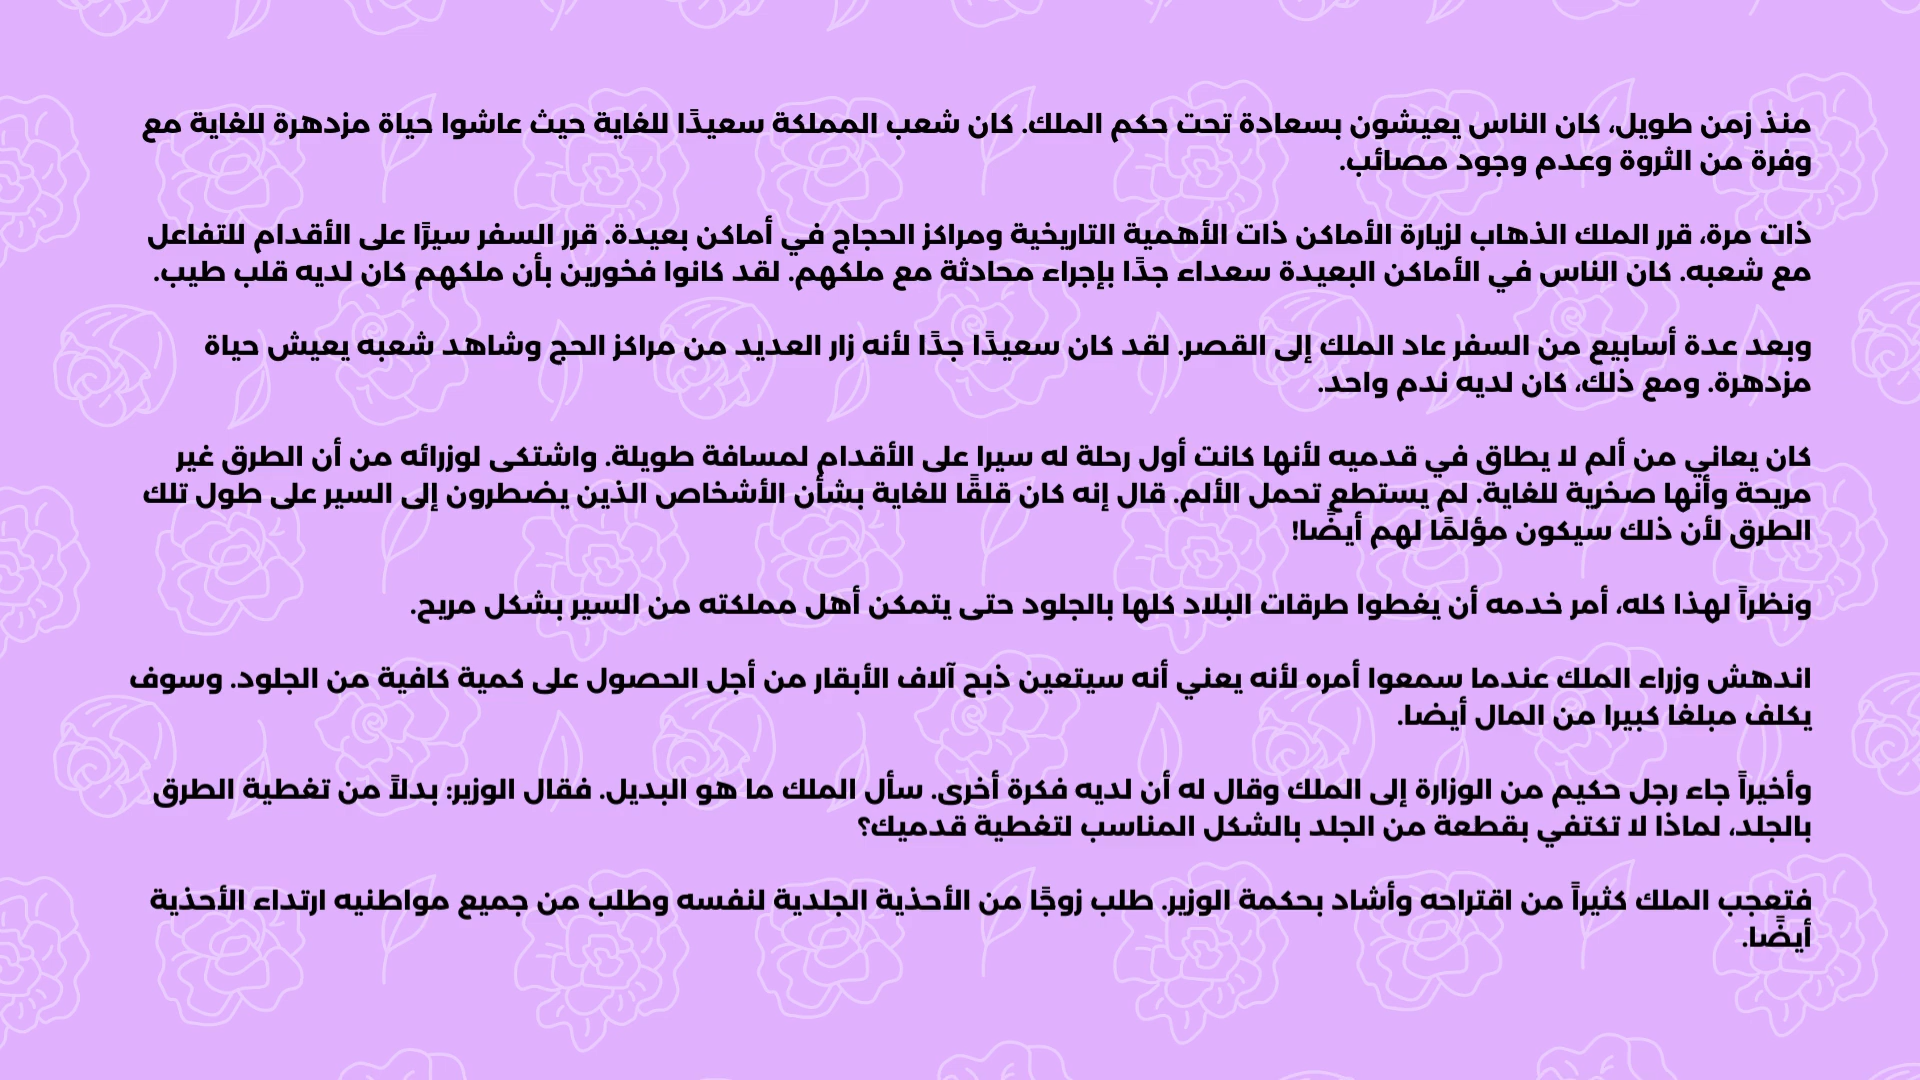 منذ زمن طويل، كان الناس يعيشون بسعادة تحت حكم الملك. كان شعب المملكة سعيدًا للغاية حيث عاشوا حياة مزدهرة للغاية مع
وفرة من الثروة وعدم وجود مصائب.
ذات مرة، قرر الملك الذهاب لزيارة الأماكن ذات الأهمية التاريخية ومراكز الحجاج في أماكن بعيدة. قرر السفر سيرًا على الأقدام للتفاعل
مع شعبه. كان الناس في الأماكن البعيدة سعداء جدًا بإجراء محادثة مع ملكهم. لقد كانوا فخورين بأن ملكهم كان لديه قلب طيب.
وبعد عدة أسابيع من السفر عاد الملك إلى القصر. لقد كان سعيدًا جدًا لأنه زار العديد من مراكز الحج وشاهد شعبه يعيش حياة
مزدهرة. ومع ذلك، كان لديه ندم واحد.
كان يعاني من ألم لا يطاق في قدميه لأنها كانت أول رحلة له سيرا على الأقدام لمسافة طويلة. واشتكى لوزرائه من أن الطرق غير
مريحة وأنها صخرية للغاية. لم يستطع تحمل الألم. قال إنه كان قلقًا للغاية بشأن الأشخاص الذين يضطرون إلى السير على طول تلك
الطرق لأن ذلك سيكون مؤلمًا لهم أيضًا!
ونظراً لهذا كله، أمر خدمه أن يغطوا طرقات البلاد كلها بالجلود حتى يتمكن أهل مملكته من السير بشكل مريح.
اندهش وزراء الملك عندما سمعوا أمره لأنه يعني أنه سيتعين ذبح آلاف الأبقار من أجل الحصول على كمية كافية من الجلود. وسوف
يكلف مبلغا كبيرا من المال أيضا.
وأخيراً جاء رجل حكيم من الوزارة إلى الملك وقال له أن لديه فكرة أخرى. سأل الملك ما هو البديل. فقال الوزير: بدلاً من تغطية الطرق
بالجلد، لماذا لا تكتفي بقطعة من الجلد بالشكل المناسب لتغطية قدميك؟
فتعجب الملك كثيراً من اقتراحه وأشاد بحكمة الوزير. طلب زوجًا من الأحذية الجلدية لنفسه وطلب من جميع مواطنيه ارتداء الأحذية
أيضًا.